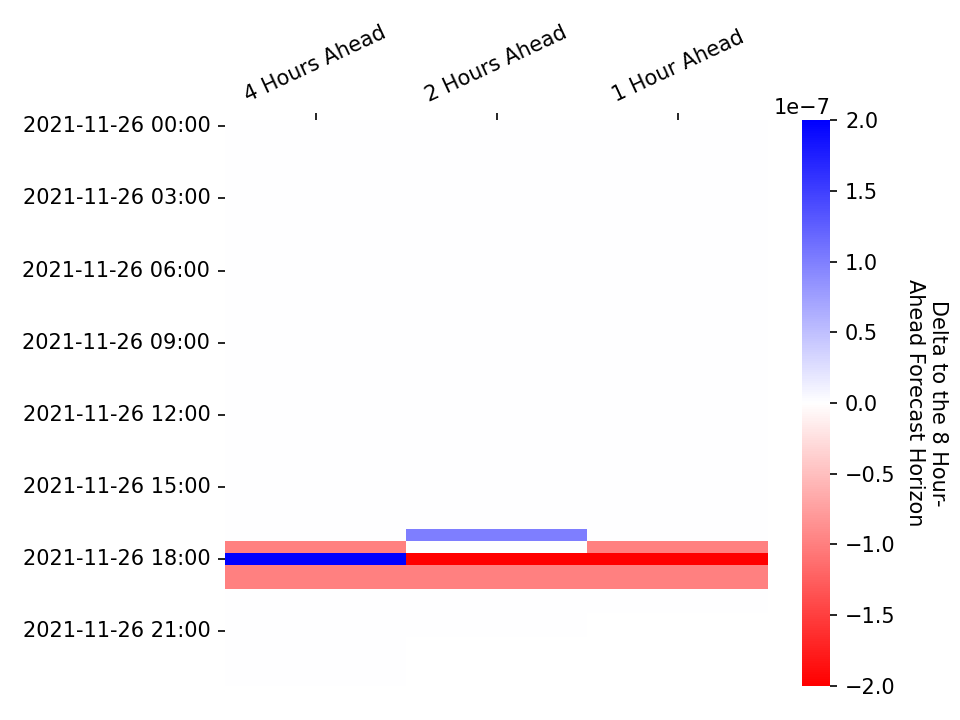 4 Hours Ahead
2 Hours Ahead
1 Hour Ahead
1e−7
2021-11-26 00:00
2021-11-26 03:00
2021-11-26 06:00
2021-11-26 09:00
2021-11-26 12:00
2021-11-26 15:00
2021-11-26 18:00
2021-11-26 21:00
2.0
1.5
1.0
0.5
0.0
−0.5
−1.0
−1.5
−2.0
Delta to the 8 Hour-
Ahead Forecast Horizon